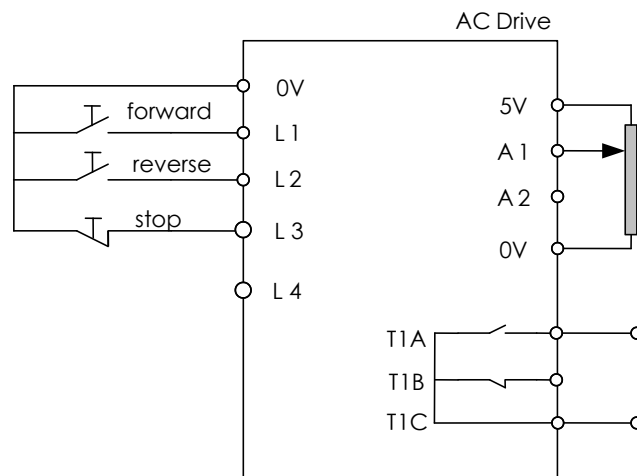 AC Drive
0V
forward
L1
reverse
L2
stop
L3
L4
5V
A1
A2
0V
T1A
T1B
T1C